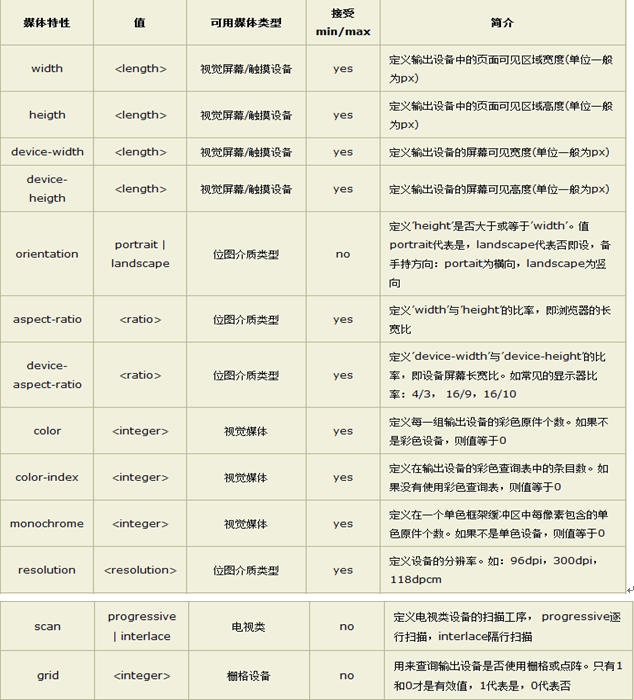 媒体特性 值 可用媒体类型 接受 min/max 简介
width <length> 视觉屏幕/触摸设备 yes 定义输出设备中的页面可见区域宽度(单位一般
为px)
heigth <length> 视觉屏幕/触摸设备 yes 定义输出设备中的页面可见区域高度(单位一般
为px)
device-width <length> 视觉屏幕/触摸设备 yes 定义输出设备的屏幕可见宽度(单位一般为px)
device-
heigth <length> 视觉屏幕/触摸设备 yes 定义输出设备的屏幕可见高度(单位一般为px)
orientation portrait |
landscape 位图介质类型 no 定义'height'是否大于或等于'width'。值
portrait代表是，landscape代表否即设，备
手持方向：portait为横向，landscape为竖
向
aspect-ratio <ratio> 位图介质类型 yes 定义'width'与'height'的比率，即浏览器的长
宽比
device-
aspect-ratio <ratio> 位图介质类型 yes 定义'device-width'与'device-height'的比
率，即设备屏幕长宽比。如常见的显示器比
率：4/3， 16/9，16/10
color <integer> 视觉媒体 yes 定义每一组输出设备的彩色原件个数。如果不
是彩色设备，则值等于0
color-index <integer> 视觉媒体 yes 定义在输出设备的彩色查询表中的条目数。如
果没有使用彩色查询表，则值等于0
monochrome <integer> 视觉媒体 yes 定义在一个单色框架缓冲区中每像素包含的单
色原件个数。如果不是单色设备，则值等于0
resolution <resolution> 位图介质类型 yes 定义设备的分辨率。如：96dpi，300dpi，
118dpcm
scan progressive
| interlace 电视类 no 定义电视类设备的扫描工序， progressive逐
行扫描，interlace隔行扫描
grid <integer> 栅格设备 no 用来查询输出设备是否使用栅格或点阵。只有1
和0才是有效值，1代表是，0代表否